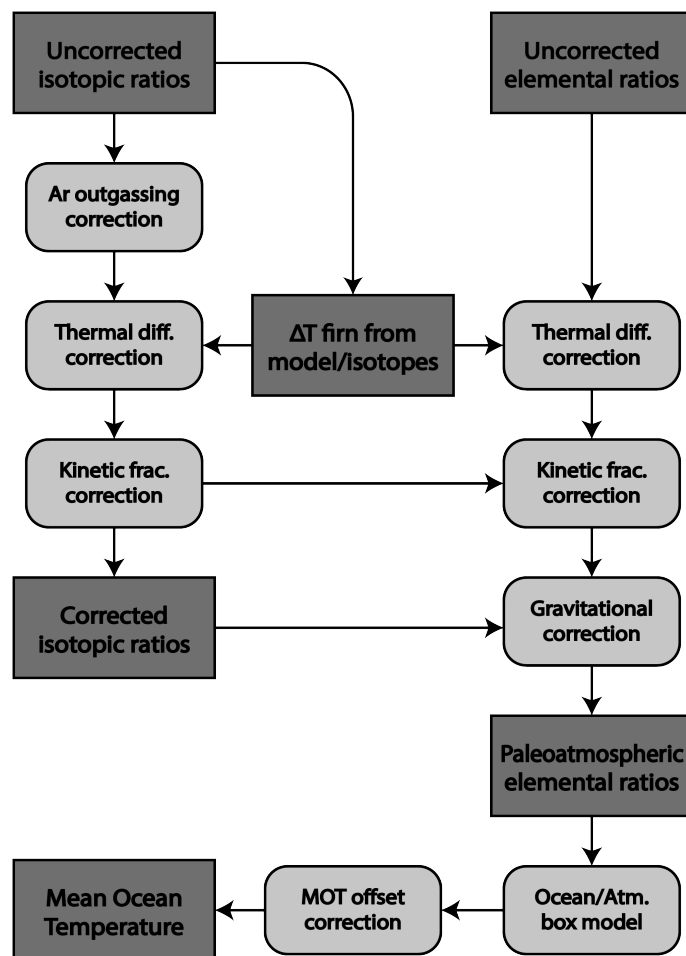 Uncorrected
isotopic ratios
Uncorrected
elemental ratios
Ar outgassing
correction
Thermal diff.
correction
ΔT firn from
model/isotopes
Thermal diff.
correction
Kinetic frac.
correction
Kinetic frac.
correction
Corrected
isotopic ratios
Gravitational
correction
Paleoatmospheric
elemental ratios
Mean Ocean
Temperature
MOT offset
correction
Ocean/Atm.
box model